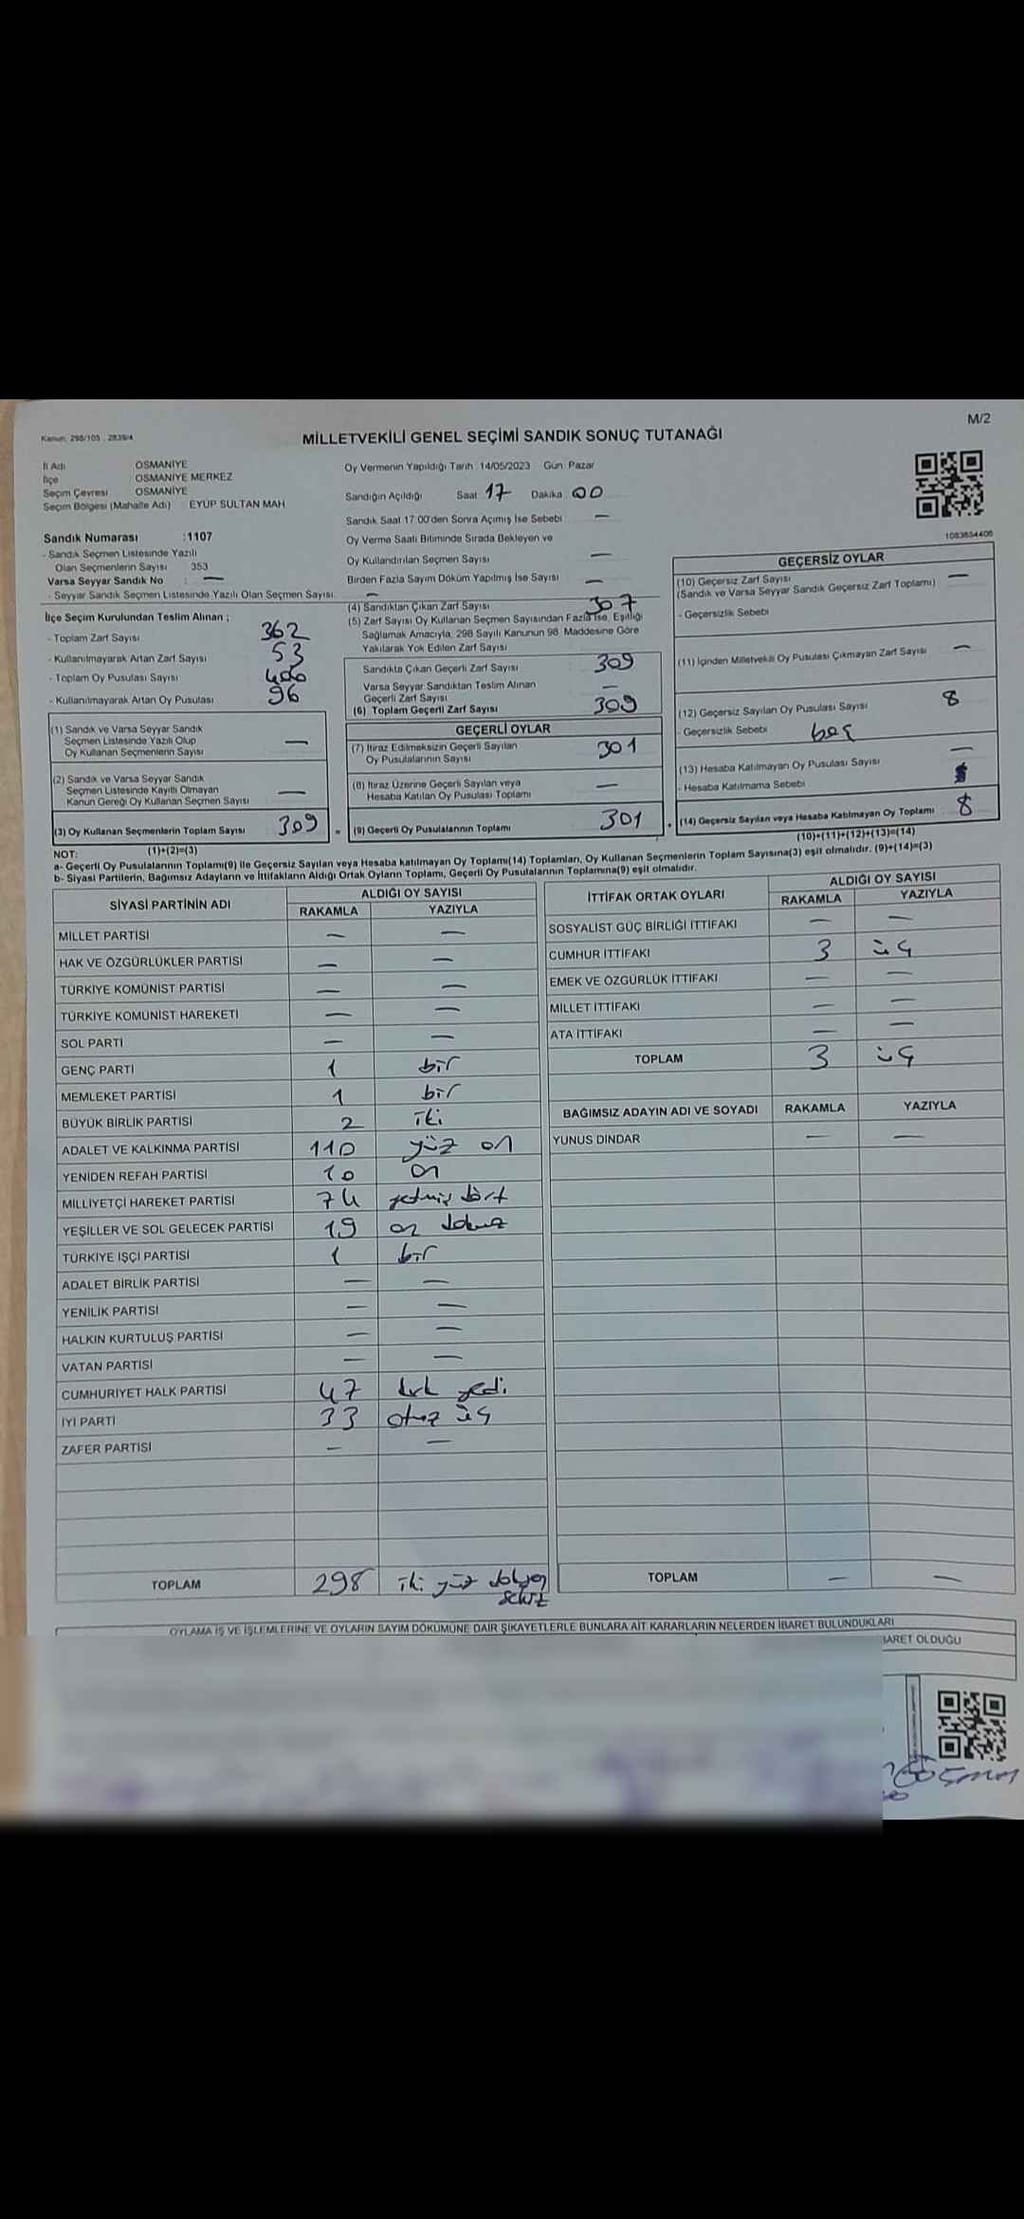 M/2
Kanun: 298/105 , 2839/4
MİLLETVEKİLİ GENEL SEÇİMİ SANDIK SONUÇ TUTANAĞI
İl Adı OSMANİYE
İlçe OSMANİYE MERKEZ
Seçim Çevresi OSMANİYE
Seçim Bölgesi (Mahalle Adı) EYÜP SULTAN MAH
Oy Vermenin Yapıldığı Tarih : 14/05/2023 Gün: Pazar
Sandığın Açıldığı Saat 17 Dakika 00
Sandık Saat 17:00'den Sonra Açımış İse Sebebi —
Oy Verme Saati Bitiminde Sırada Bekleyen ve
Oy Kullandırılan Seçmen Sayısı —
Birden Fazla Sayım Döküm Yapılmış İse Sayısı —
Sandık Numarası :1107
- Sandık Seçmen Listesinde Yazılı
Olan Seçmenlerin Sayısı 353
Varsa Seyyar Sandık No : —
- Seyyar Sandık Seçmen Listesinde Yazılı Olan Seçmen Sayısı: —
İlçe Seçim Kurulundan Teslim Alınan ;
- Toplam Zarf Sayısı 362
- Kullanılmayarak Artan Zarf Sayısı 53
- Toplam Oy Pusulası Sayısı
- Kullanılmayarak Artan Oy Pusulası 96
(1) Sandık ve Varsa Seyyar Sandık
Seçmen Listesinde Yazılı Olup
Oy Kullanan Seçmenlerin Sayısı —
(2) Sandık ve Varsa Seyyar Sandık
Seçmen Listesinde Kayıtlı Olmayan
Kanun Gereği Oy Kullanan Seçmen Sayısı —
(3) Oy Kullanan Seçmenlerin Toplam Sayısı 309
(1)+(2)=(3)
(4) Sandıktan Çıkan Zarf Sayısı 307
(5) Zarf Sayısı Oy Kullanan Seçmen Sayısından Fazla İse, Eşitliği
Sağlamak Amacıyla, 298 Sayılı Kanunun 98. Maddesine Göre
Yakılarak Yok Edilen Zarf Sayısı —
Sandıkta Çıkan Geçerli Zarf Sayısı 309
Varsa Seyyar Sandıktan Teslim Alınan
Geçerli Zarf Sayısı —
(6) Toplam Geçerli Zarf Sayısı 309
GEÇERLİ OYLAR
(7) İtiraz Edilmeksizin Geçerli Sayılan
Oy Pusulalarının Sayısı 301
(8) İtiraz Üzerine Geçerli Sayılan veya
Hesaba Katılan Oy Pusulası Toplamı —
(9) Geçerli Oy Pusulalarının Toplamı 301
1083634406
GEÇERSİZ OYLAR
(10) Geçersiz Zarf Sayısı —
(Sandık ve Varsa Seyyar Sandık Geçersiz Zarf Toplamı)
- Geçersizlik Sebebi
(11) İçinden Milletvekili Oy Pusulası Çıkmayan Zarf Sayısı —
(12) Geçersiz Sayılan Oy Pusulası Sayısı 8
- Geçersizlik Sebebi boş
(13) Hesaba Katılmayan Oy Pusulası Sayısı —
- Hesaba Katılmama Sebebi
(14) Geçersiz Sayılan veya Hesaba Katılmayan Oy Toplamı 8
(10)+(11)+(12)+(13)=(14)
NOT:
a- Geçerli Oy Pusulalarının Toplamı(9) ile Geçersiz Sayılan veya Hesaba katılmayan Oy Toplamı(14) Toplamları, Oy Kullanan Seçmenlerin Toplam Sayısına(3) eşit olmalıdır. (9)+(14)=(3)
b- Siyasi Partilerin, Bağımsız Adayların ve İttifakların Aldığı Ortak Oyların Toplamı, Geçerli Oy Pusulalarının Toplamına(9) eşit olmalıdır.
SİYASİ PARTİNİN ADI ALDIĞI OY SAYISI
RAKAMLA YAZIYLA
MİLLET PARTİSİ — —
HAK VE ÖZGÜRLÜKLER PARTİSİ — —
TÜRKİYE KOMÜNİST PARTİSİ — —
TÜRKİYE KOMÜNİST HAREKETİ — —
SOL PARTİ — —
GENÇ PARTİ 1 bir
MEMLEKET PARTİSİ 1 bir
BÜYÜK BİRLİK PARTİSİ 2 iki
ADALET VE KALKINMA PARTİSİ 110 yüz on
YENİDEN REFAH PARTİSİ 10 on
MİLLİYETÇİ HAREKET PARTİSİ 74 yetmiş dört
YEŞİLLER VE SOL GELECEK PARTİSİ 19 on dokuz
TÜRKİYE İŞÇİ PARTİSİ 1 bir
ADALET BİRLİK PARTİSİ — —
YENİLİK PARTİSİ — —
HALKIN KURTULUŞ PARTİSİ — —
VATAN PARTİSİ — —
CUMHURİYET HALK PARTİSİ 47 kırk yedi
İYİ PARTİ 33 otuz üç
ZAFER PARTİSİ — —
TOPLAM 298 iki yüz doksan
sekiz
İTTİFAK ORTAK OYLARI ALDIĞI OY SAYISI
RAKAMLA YAZIYLA
SOSYALİST GÜÇ BİRLİĞİ İTTİFAKI — —
CUMHUR İTTİFAKI 3 üç
EMEK VE ÖZGÜRLÜK İTTİFAKI — —
MİLLET İTTİFAKI — —
ATA İTTİFAKI — —
TOPLAM 3 üç
BAĞIMSIZ ADAYIN ADI VE SOYADI RAKAMLA YAZIYLA
YUNUS DİNDAR — —
TOPLAM — —
OYLAMA İŞ VE İŞLEMLERİNE VE OYLARIN SAYIM DÖKÜMÜNE DAİR ŞİKAYETLERLE BUNLARA AİT KARARLARIN NELERDEN İBARET BULUNDUKLARI
BARET OLDUĞU